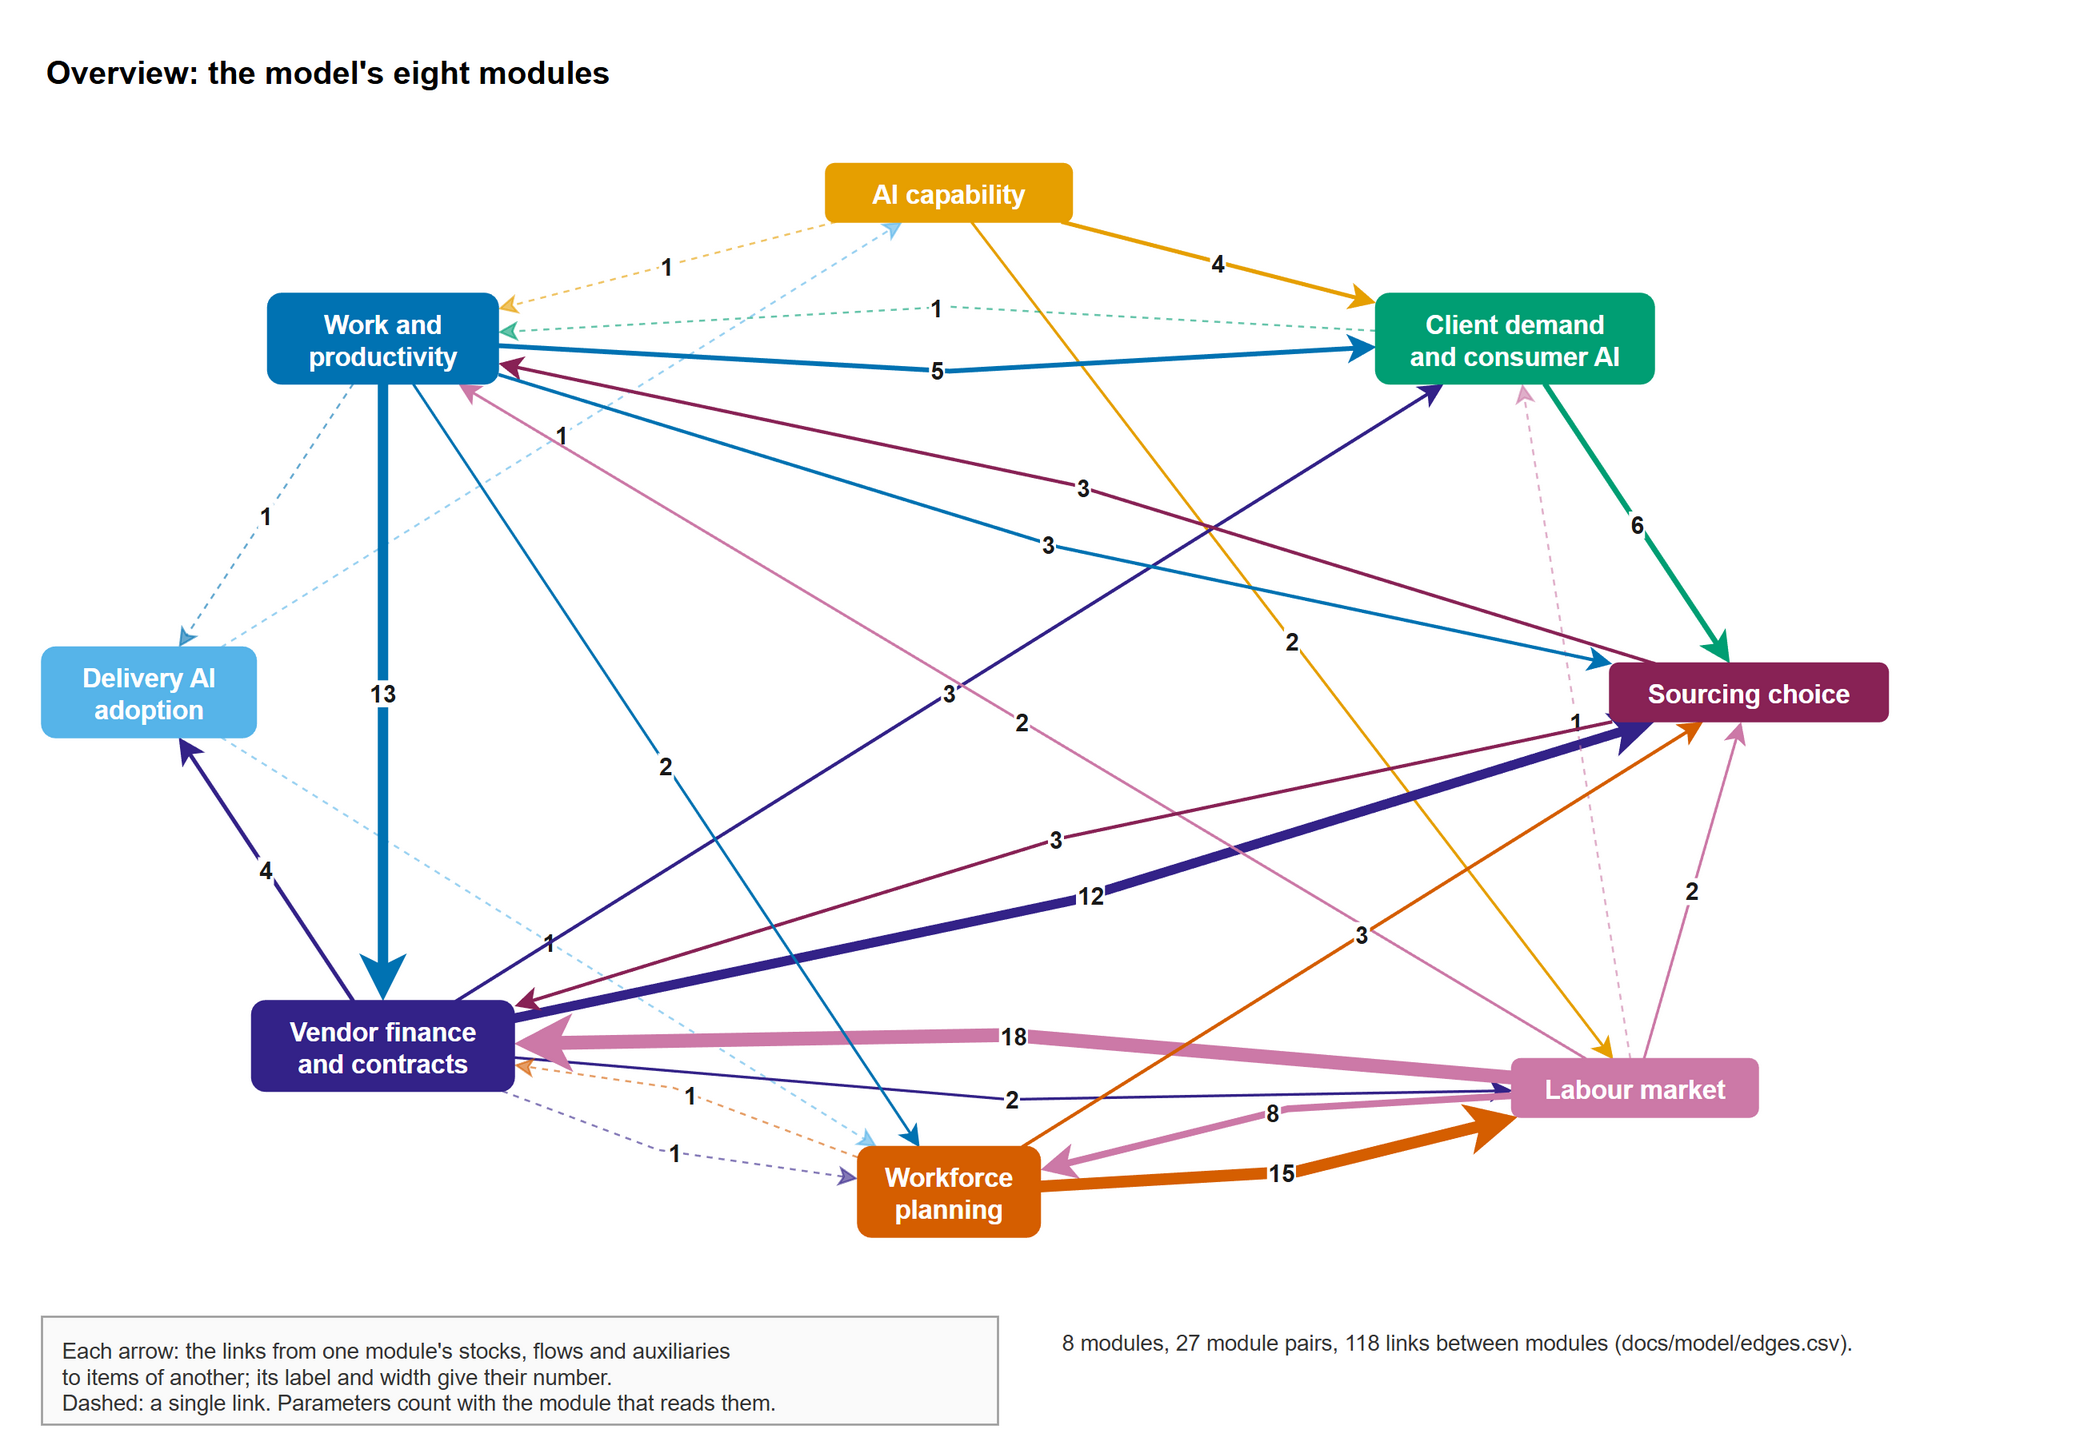 Overview: the model's eight modules
AI capability
1
4
Work and
productivity
1
Client demand
and consumer AI
5
1
3
1
3
6
2
Delivery AI
adoption
13
3
2
1
Sourcing choice
2
3
4
12
2
1
3
Vendor finance
and contracts
18
1
2
8
Labour market
1
15
Workforce
planning
Each arrow: the links from one module's stocks, flows and auxiliaries
to items of another; its label and width give their number.
Dashed: a single link. Parameters count with the module that reads them.
8 modules, 27 module pairs, 118 links between modules (docs/model/edges.csv).